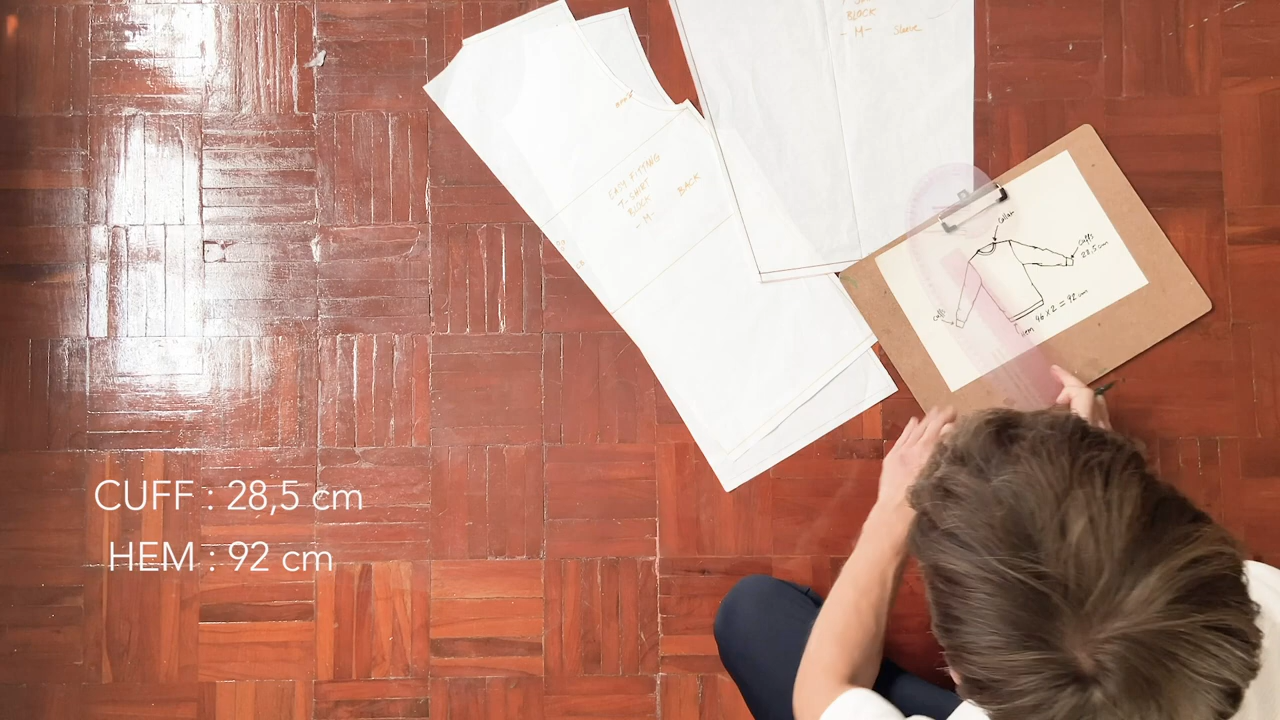 BLOCK
- M - Sleeve
EASY FITTING
T-SHIRT
BLOCK
- M -
BACK
collar
cuffs
28,5 cm
cuffs
Hem 46 x 2 = 92 cm
CUFF : 28,5 cm
HEM : 92 cm